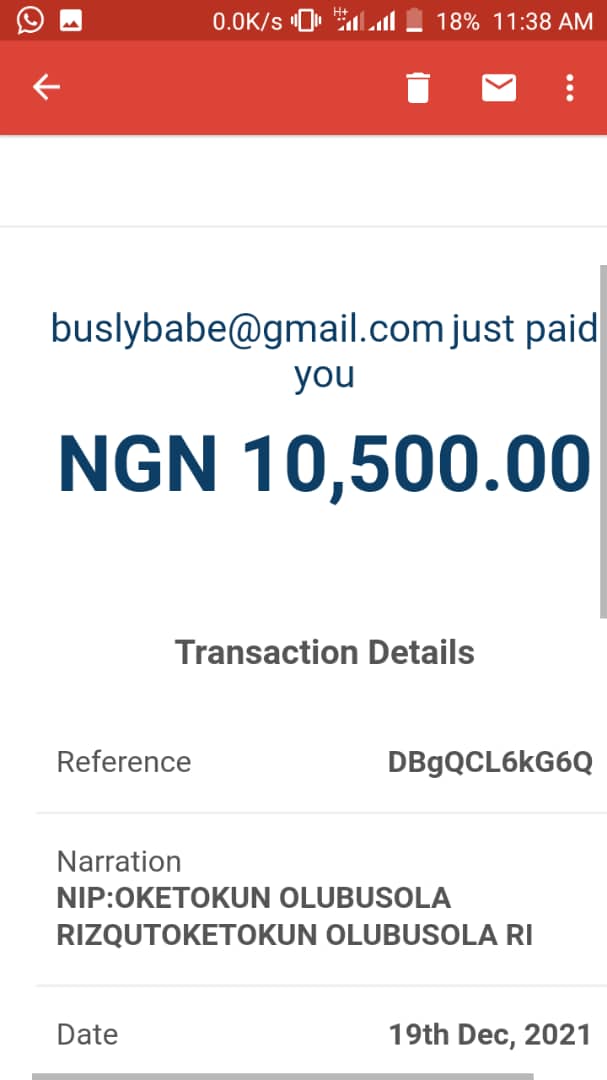 0.0K/s H+ 18% 11:38 AM
buslybabe@gmail.com just paid
you
NGN 10,500.00
Transaction Details
Reference DBgQCL6kG6Q
Narration
NIP:OKETOKUN OLUBUSOLA
RIZQUTOKETOKUN OLUBUSOLA RI
Date 19th Dec, 2021